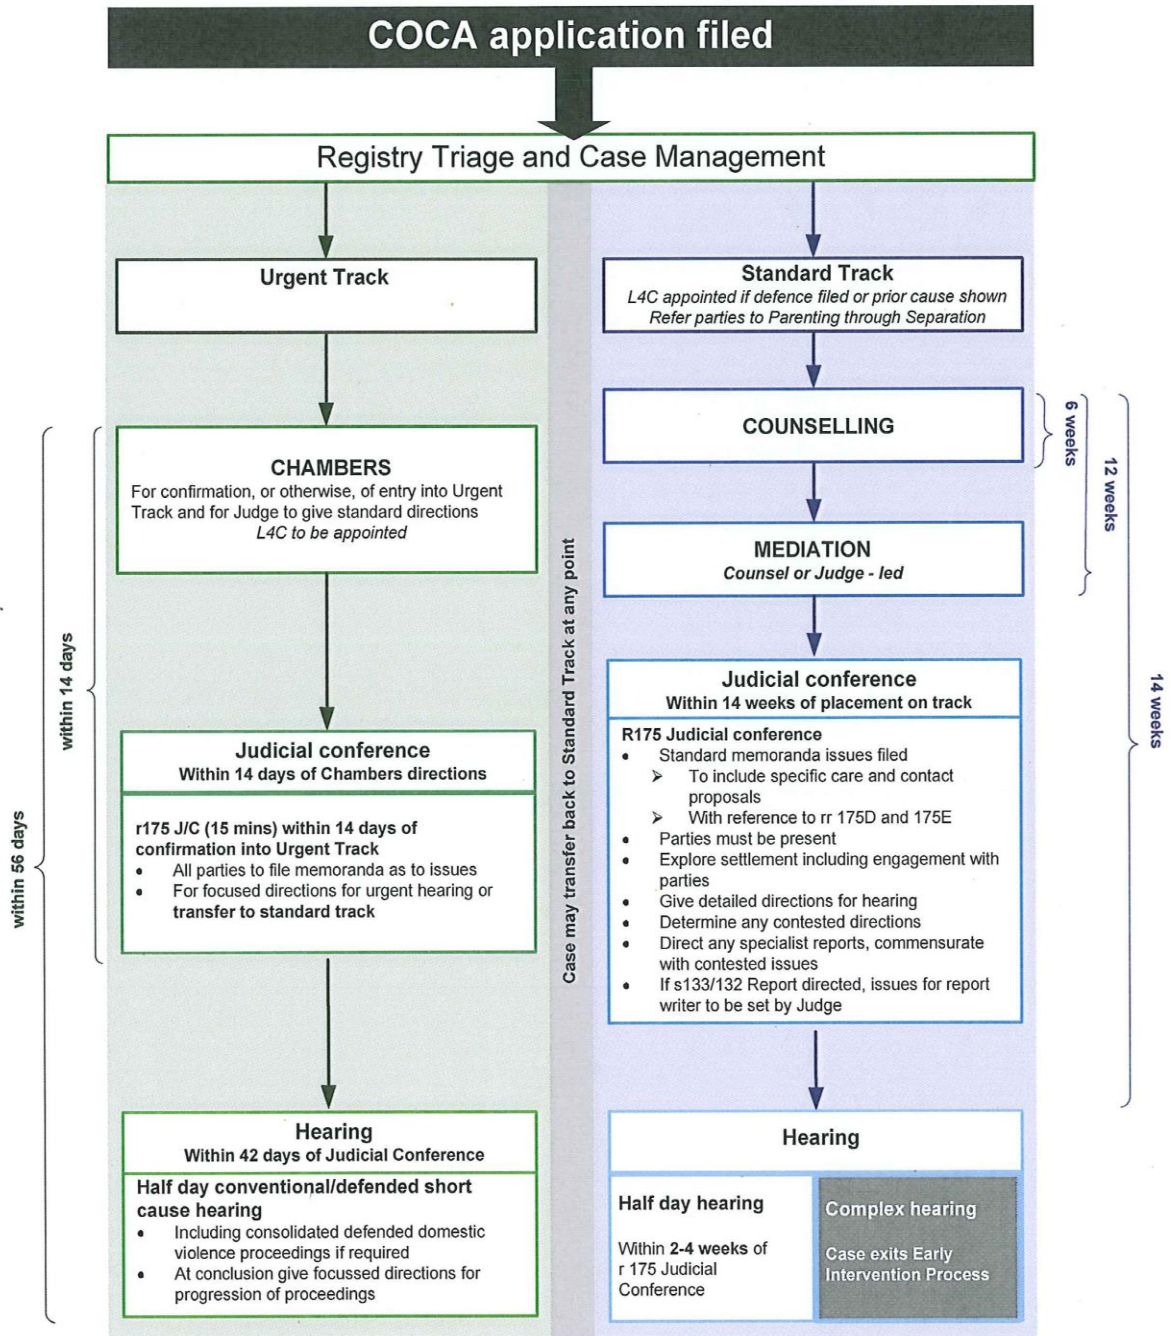 COCA application filed
Registry Triage and Case Management
Urgent Track
CHAMBERS
For confirmation, or otherwise, of entry into Urgent
Track and for Judge to give standard directions
L4C to be appointed
Judicial conference
Within 14 days of Chambers directions
r175 J/C (15 mins) within 14 days of
confirmation into Urgent Track
• All parties to file memoranda as to issues
• For focused directions for urgent hearing or
transfer to standard track
Hearing
Within 42 days of Judicial Conference
Half day conventional/defended short
cause hearing
• Including consolidated defended domestic
violence proceedings if required
• At conclusion give focussed directions for
progression of proceedings
within 14 days
within 56 days
Case may transfer back to Standard Track at any point
Standard Track
L4C appointed if defence filed or prior cause shown
Refer parties to Parenting through Separation
COUNSELLING
MEDIATION
Counsel or Judge - led
Judicial conference
Within 14 weeks of placement on track
R175 Judicial conference
• Standard memoranda issues filed
➢ To include specific care and contact
proposals
➢ With reference to rr 175D and 175E
• Parties must be present
• Explore settlement including engagement with
parties
• Give detailed directions for hearing
• Determine any contested directions
• Direct any specialist reports, commensurate
with contested issues
• If s133/132 Report directed, issues for report
writer to be set by Judge
Hearing
Half day hearing
Within 2-4 weeks of
r 175 Judicial
Conference
Complex hearing
Case exits Early
Intervention Process
6 weeks
12 weeks
14 weeks